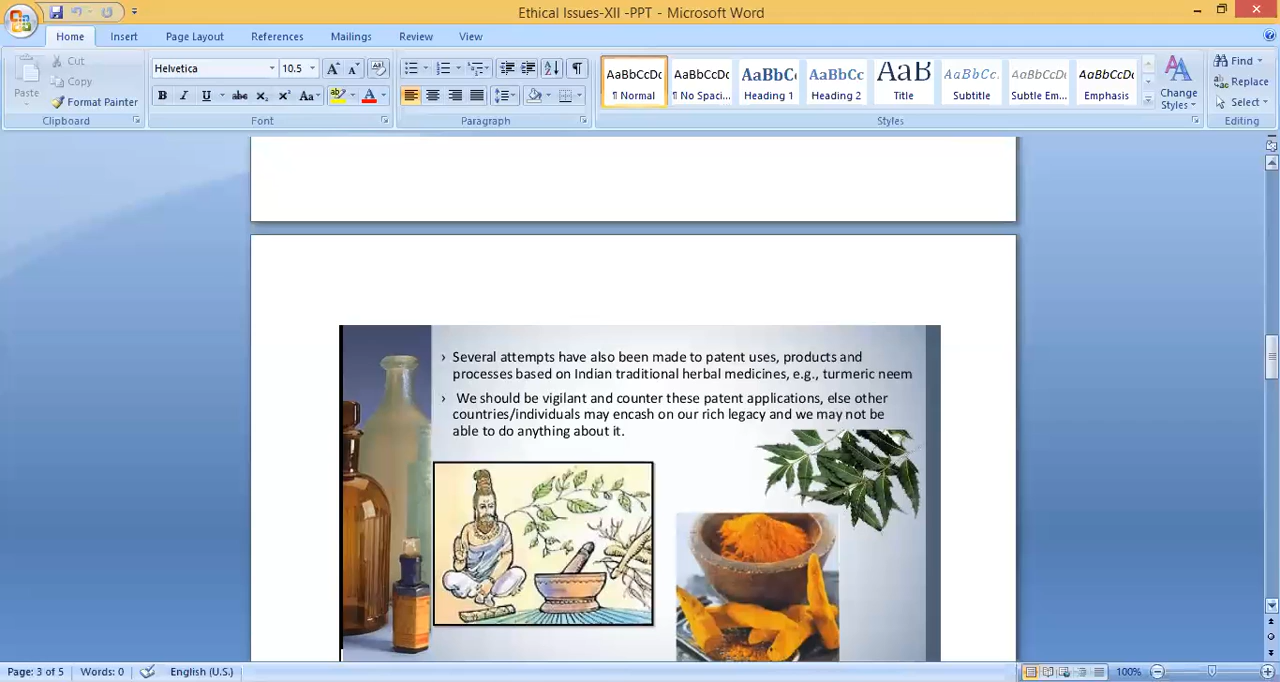 Ethical Issues-XII -PPT - Microsoft Word
Home Insert Page Layout References Mailings Review View
Paste
Cut
Copy
Format Painter
Clipboard
Helvetica 10.5
Font
Paragraph
AaBbCcDc AaBbCcDc AaBbC AaBbCc AaB AaBbCc. AaBbCcDi AaBbCcDc
¶ Normal ¶ No Spaci... Heading 1 Heading 2 Title Subtitle Subtle Em... Emphasis
Change
Styles
Styles
Find
Replace
Select
Editing
› Several attempts have also been made to patent uses, products and
processes based on Indian traditional herbal medicines, e.g., turmeric neem
› We should be vigilant and counter these patent applications, else other
countries/individuals may encash on our rich legacy and we may not be
able to do anything about it.
Page: 3 of 5 Words: 0 English (U.S.) 100%